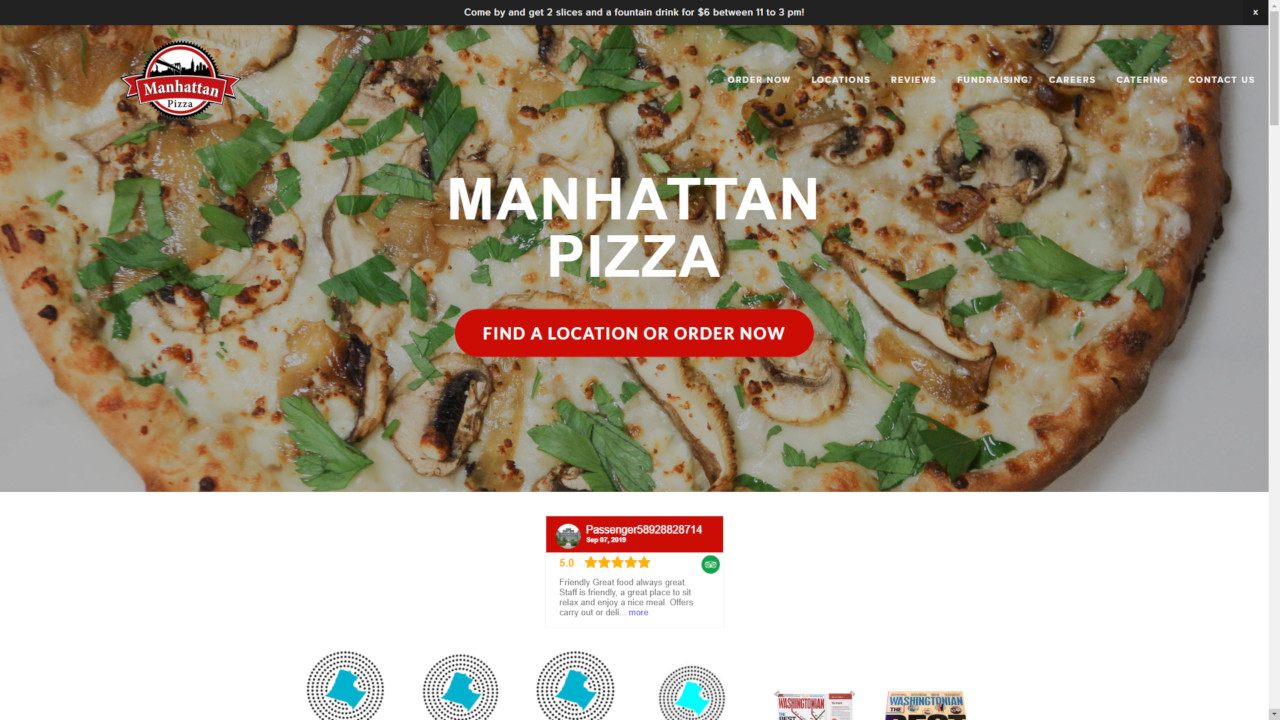 Come by and get 2 slices and a fountain drink for $6 between 11 to 3 pm!
x
Manhattan
Pizza
ORDER NOW LOCATIONS REVIEWS FUNDRAISING CAREERS CATERING CONTACT US
MANHATTAN
PIZZA
FIND A LOCATION OR ORDER NOW
Passenger58928828714
Sep 07, 2019
5.0
Friendly Great food always great.
Staff is friendly, a great place to sit
relax and enjoy a nice meal. Offers
carry out or deli... more
WASHINGTONIAN
WASHINGTONIAN
THE
BEST